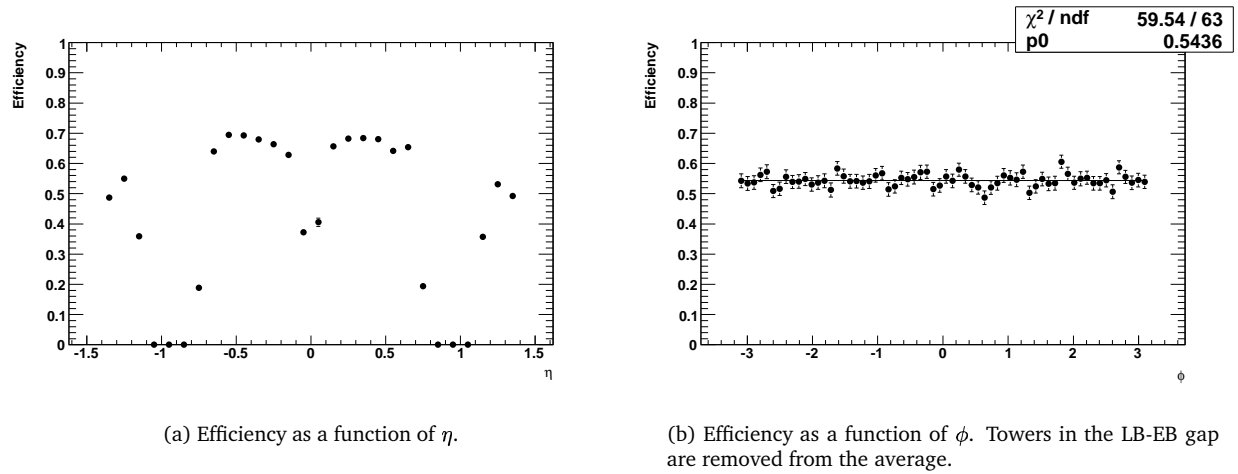 Efficiency
1
0.9
0.8
0.7
0.6
0.5
0.4
0.3
0.2
0.1
0
-1.5 -1 -0.5 0 0.5 1 1.5
η
(a) Efficiency as a function of η.
χ² / ndf 59.54 / 63
p0 0.5436
Efficiency
1
0.9
0.8
0.7
0.6
0.5
0.4
0.3
0.2
0.1
0
-3 -2 -1 0 1 2 3
ϕ
(b) Efficiency as a function of ϕ. Towers in the LB-EB gap
are removed from the average.